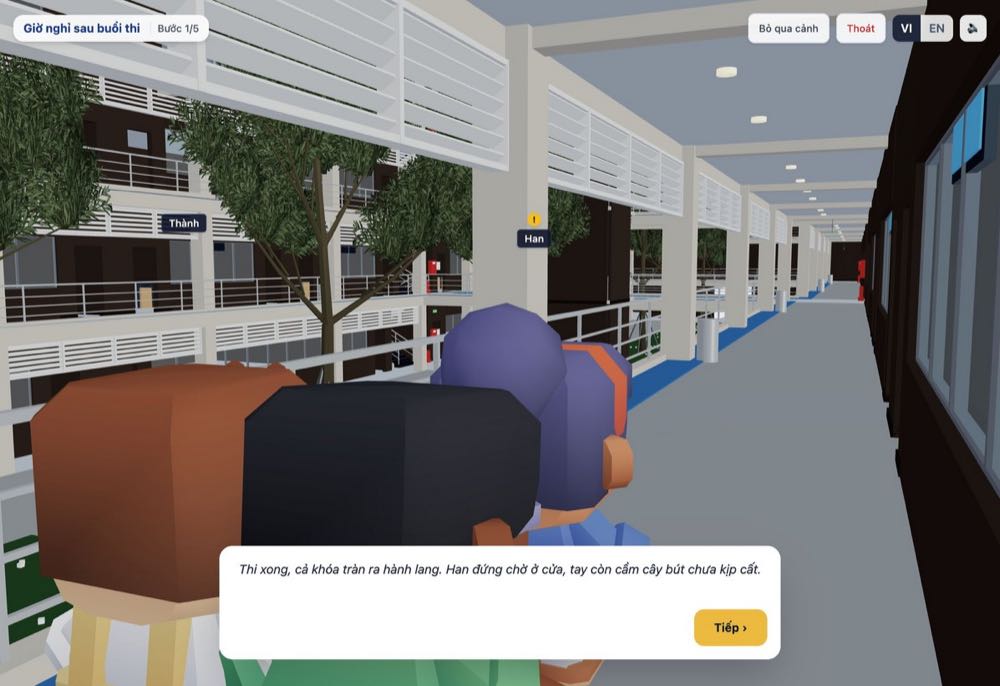 Giờ nghỉ sau buổi thi
Bước 1/5
Bỏ qua cảnh
Thoát
VI
EN
Thành
!
Han
Thi xong, cả khóa tràn ra hành lang. Han đứng chờ ở cửa, tay còn cầm cây bút chưa kịp cất.
Tiếp ›